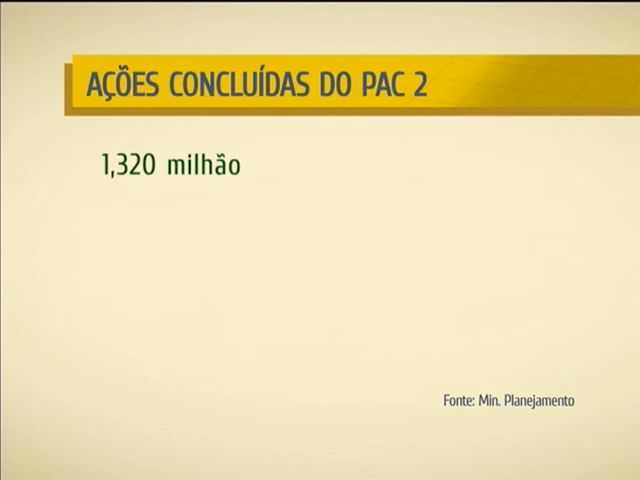 AÇÕES CONCLUÍDAS DO PAC 2
1,320 milhão
Fonte: Min. Planejamento